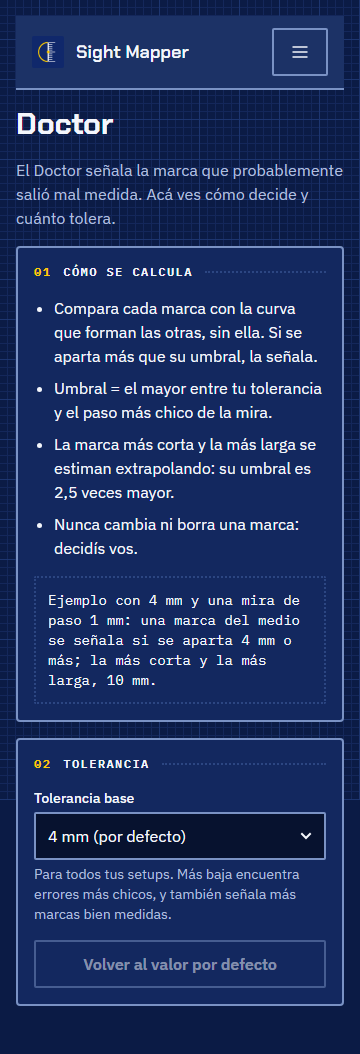 Sight Mapper
Doctor
El Doctor señala la marca que probablemente
salió mal medida. Acá ves cómo decide y
cuánto tolera.
01 CÓMO SE CALCULA
• Compara cada marca con la curva
que forman las otras, sin ella. Si se
aparta más que su umbral, la señala.
• Umbral = el mayor entre tu tolerancia
y el paso más chico de la mira.
• La marca más corta y la más larga se
estiman extrapolando: su umbral es
2,5 veces mayor.
• Nunca cambia ni borra una marca:
decidís vos.
Ejemplo con 4 mm y una mira de
paso 1 mm: una marca del medio
se señala si se aparta 4 mm o
más; la más corta y la más
larga, 10 mm.
02 TOLERANCIA
Tolerancia base
4 mm (por defecto)
Para todos tus setups. Más baja encuentra
errores más chicos, y también señala más
marcas bien medidas.
Volver al valor por defecto